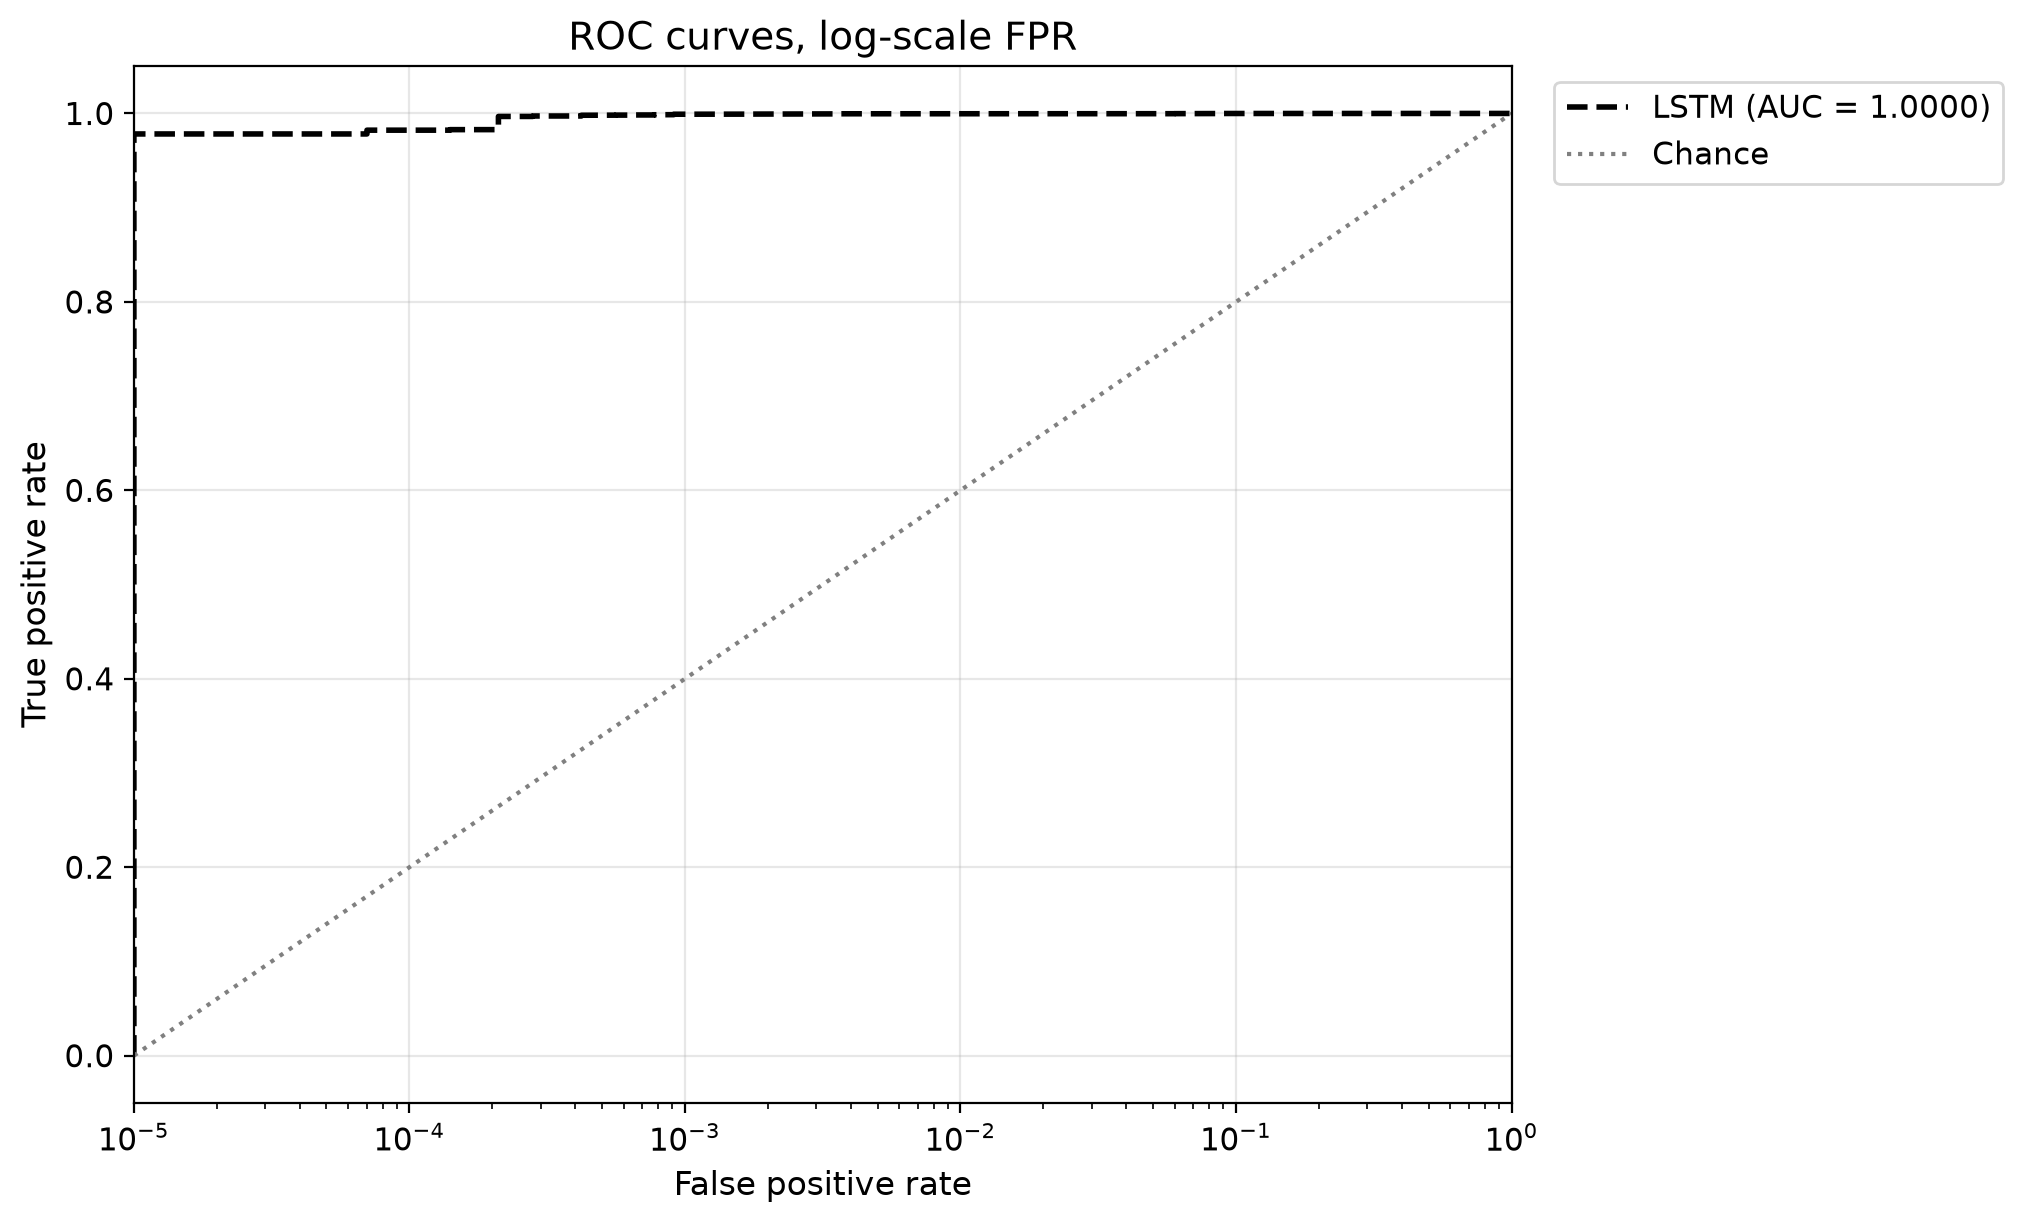 ROC curves, log-scale FPR
LSTM (AUC = 1.0000)
Chance
True positive rate
1.0
0.8
0.6
0.4
0.2
0.0
10⁻⁵ 10⁻⁴ 10⁻³ 10⁻² 10⁻¹ 10⁰
False positive rate